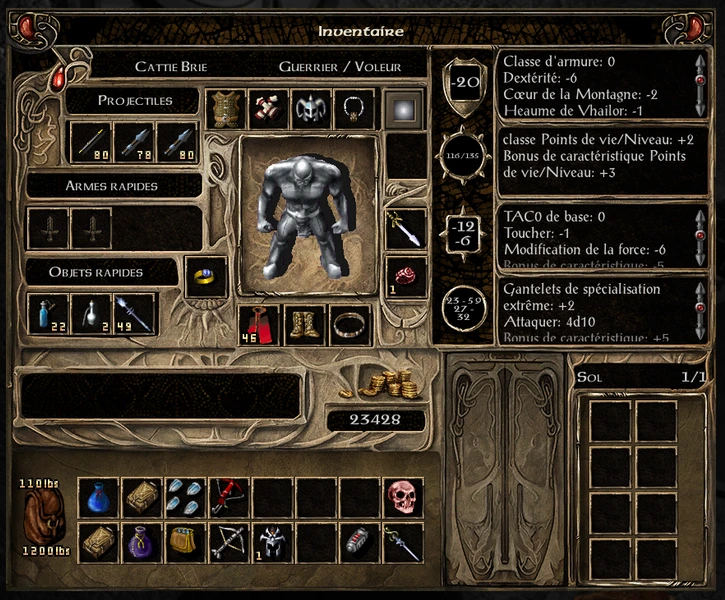 Inventaire
Cattie Brie
Guerrier / Voleur
Projectiles
80
78
80
Armes rapides
Objets rapides
22
2
49
46
1
-20
Classe d'armure: 0
Dextérité: -6
Cœur de la Montagne: -2
Heaume de Vhailor: -1
116/135
classe Points de vie/Niveau: +2
Bonus de caractéristique Points
de vie/Niveau: +3
-12
-6
TAC0 de base: 0
Toucher: -1
Modification de la force: -6
Bonus de caractéristique: -5
23 - 59
27 -
32
Gantelets de spécialisation
extrême: +2
Attaquer: 4d10
Bonus de caractéristique: +5
23428
Sol
1/1
110lbs
1200lbs
1